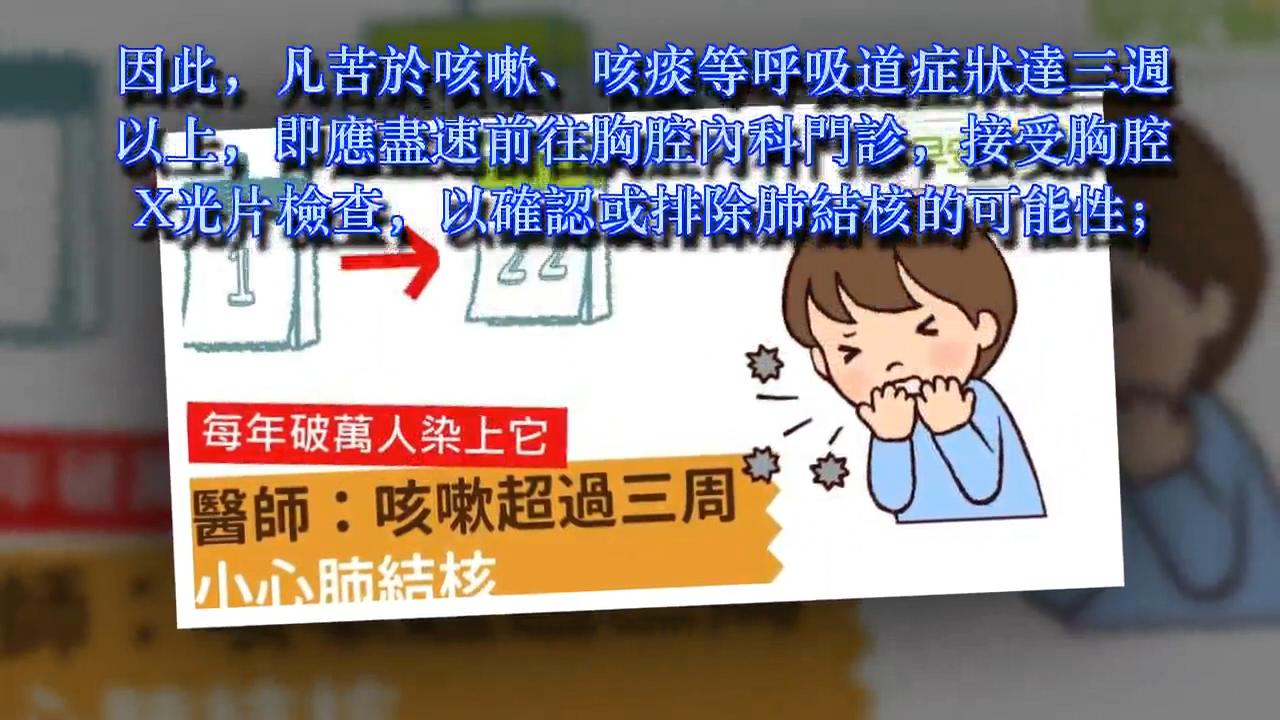 因此，凡苦於咳嗽、咳痰等呼吸道症狀達三週
以上，即應盡速前往胸腔內科門診，接受胸腔
X光片檢查，以確認或排除肺結核的可能性；
1
22
每年破萬人染上它
醫師：咳嗽超過三周
小心肺結核